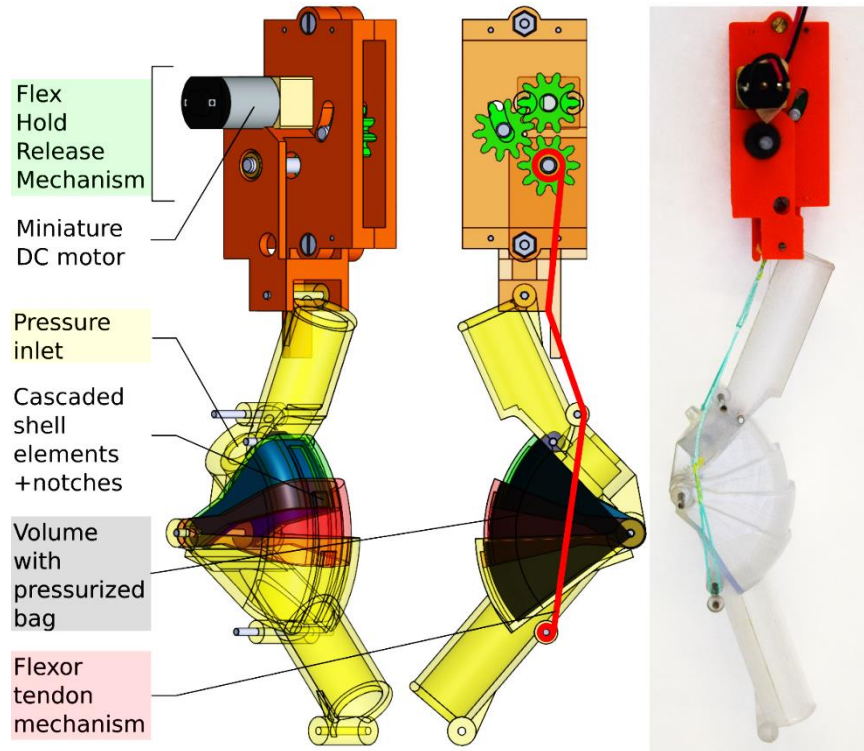 Flex
Hold
Release
Mechanism
Miniature
DC motor
Pressure
inlet
Cascaded
shell
elements
+notches
Volume
with
pressurized
bag
Flexor
tendon
mechanism